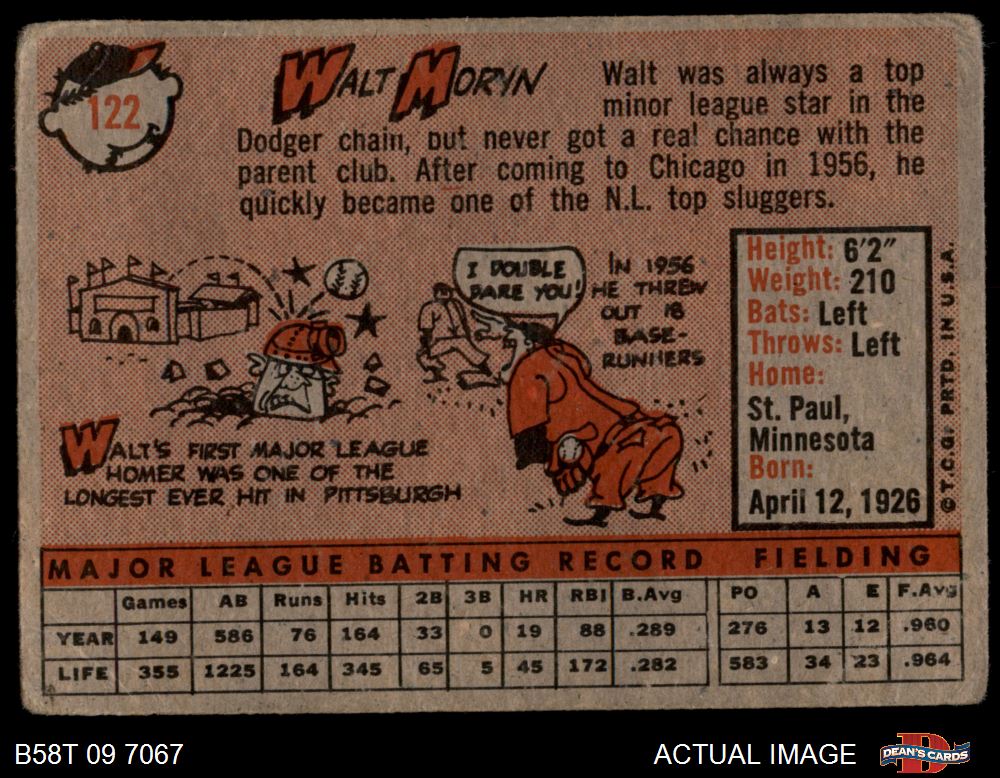 122
WALT MORYN
Walt was always a top
minor league star in the
Dodger chain, but never got a real chance with the
parent club. After coming to Chicago in 1956, he
quickly became one of the N.L. top sluggers.
I DOUBLE
DARE YOU!
IN 1956
HE THREW
OUT 18
BASE-
RUNNERS
WALT'S FIRST MAJOR LEAGUE
HOMER WAS ONE OF THE
LONGEST EVER HIT IN PITTSBURGH
Height: 6'2"
Weight: 210
Bats: Left
Throws: Left
Home:
St. Paul,
Minnesota
Born:
April 12, 1926
© T.C.G. PRTD. IN U.S.A.
MAJOR LEAGUE BATTING RECORD FIELDING
Games AB Runs Hits 2B 3B HR RBI B.Avg PO A E F.Avg
YEAR 149 586 76 164 33 0 19 88 .289 276 13 12 .960
LIFE 355 1225 164 345 65 5 45 172 .282 583 34 23 .964
B58T 09 7067
ACTUAL IMAGE
DEAN'S CARDS